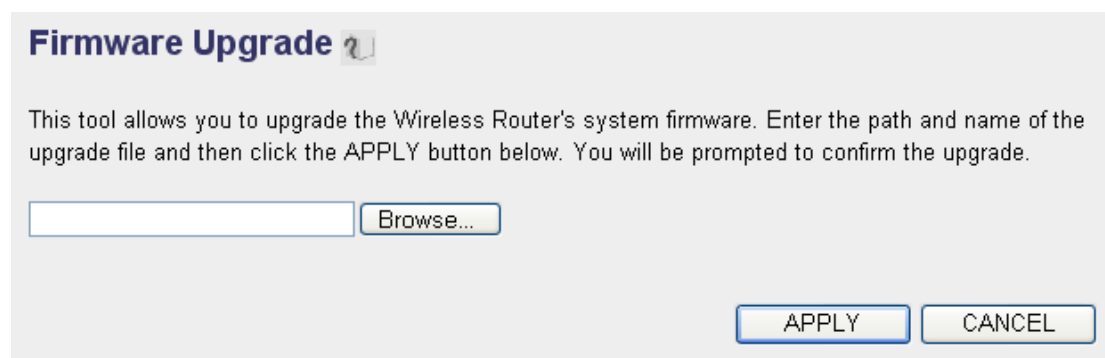 Firmware Upgrade
This tool allows you to upgrade the Wireless Router's system firmware. Enter the path and name of the
upgrade file and then click the APPLY button below. You will be prompted to confirm the upgrade.
Browse...
APPLY CANCEL